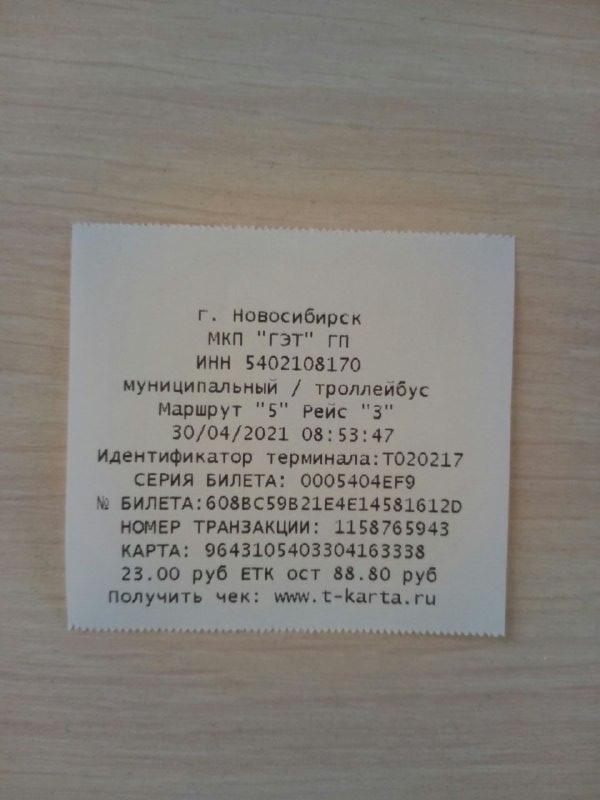 г. Новосибирск
МКП "ГЭТ" ГП
ИНН 5402108170
муниципальный / троллейбус
Маршрут "5" Рейс "3"
30/04/2021 08:53:47
Идентификатор терминала:T020217
СЕРИЯ БИЛЕТА: 0005404EF9
№ БИЛЕТА:608BC59B21E4E14581612D
НОМЕР ТРАНЗАКЦИИ: 1158765943
КАРТА: 9643105403304163338
23.00 руб ЕТК ост 88.80 руб
Получить чек: www.t-karta.ru